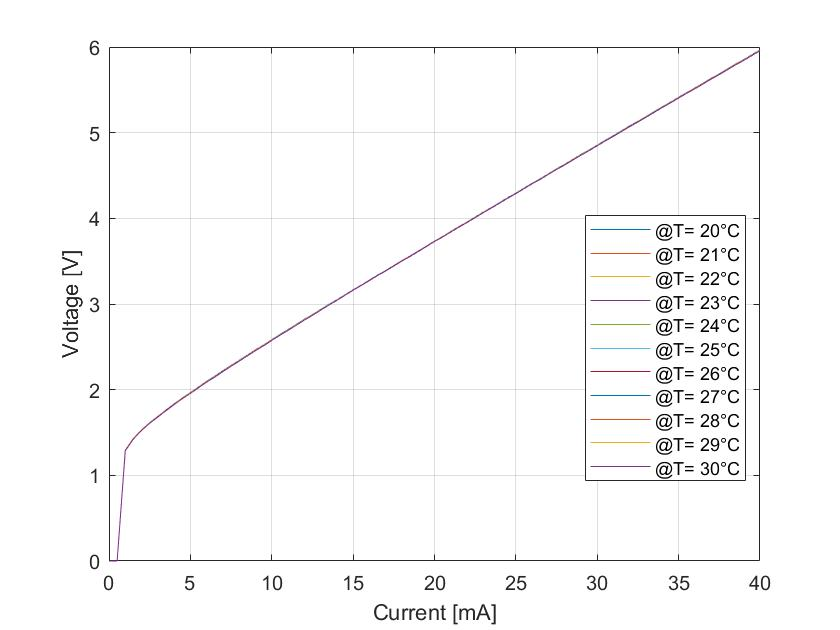 6
5
4
3
2
1
0
Voltage [V]
@T= 20°C
@T= 21°C
@T= 22°C
@T= 23°C
@T= 24°C
@T= 25°C
@T= 26°C
@T= 27°C
@T= 28°C
@T= 29°C
@T= 30°C
0 5 10 15 20 25 30 35 40
Current [mA]